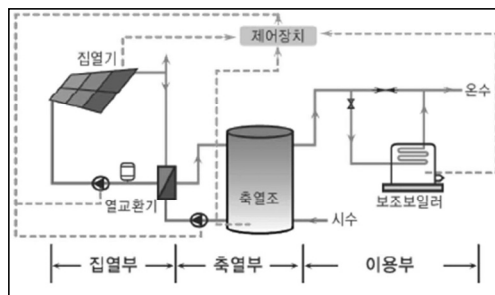 제어장치
집열기
온수
열교환기
축열조
시수
보조보일러
집열부
축열부
이용부